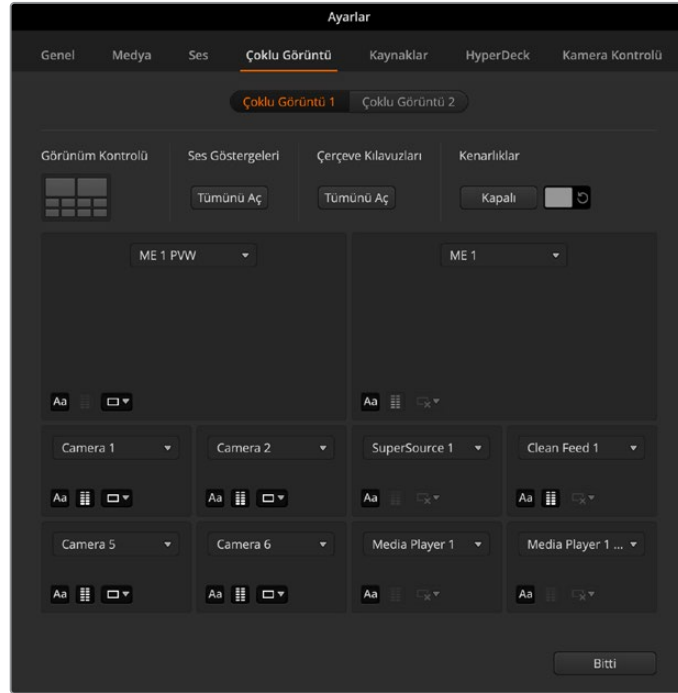 Ayarlar
Genel Medya Ses Çoklu Görüntü Kaynaklar HyperDeck Kamera Kontrolü
Çoklu Görüntü 1 Çoklu Görüntü 2
Görünüm Kontrolü Ses Göstergeleri Çerçeve Kılavuzları Kenarlıklar
Tümünü Aç Tümünü Aç Kapalı
ME 1 PVW ME 1
Aa Aa
Camera 1 Camera 2 SuperSource 1 Clean Feed 1
Aa Aa Aa Aa
Camera 5 Camera 6 Media Player 1 Media Player 1 ...
Aa Aa Aa Aa
Bitti